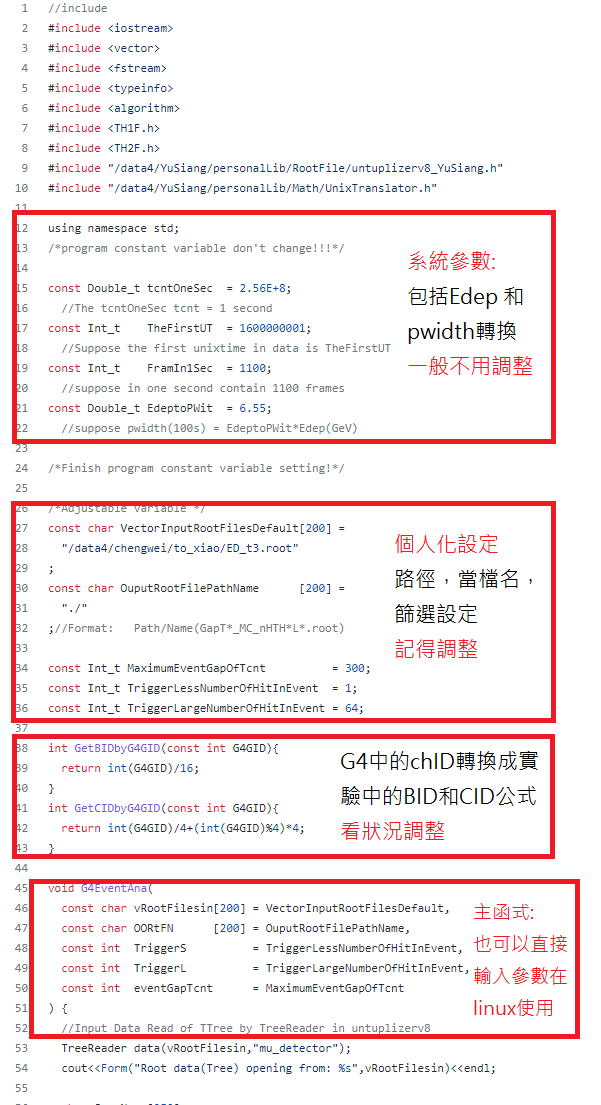 1 //include
2 #include <iostream>
3 #include <vector>
4 #include <fstream>
5 #include <typeinfo>
6 #include <algorithm>
7 #include <TH1F.h>
8 #include <TH2F.h>
9 #include "/data4/YuSiang/personalLib/RootFile/untuplizerv8_YuSiang.h"
10 #include "/data4/YuSiang/personalLib/Math/UnixTranslator.h"
11
12 using namespace std;
13 /*program constant variable don't change!!!*/
14
15 const Double_t tcntOneSec = 2.56E+8;
16 //The tcntOneSec tcnt = 1 second
17 const Int_t TheFirstUT = 1600000001;
18 //Suppose the first unixtime in data is TheFirstUT
19 const Int_t FramIn1Sec = 1100;
20 //suppose in one second contain 1100 frames
21 const Double_t EdeptoPWit = 6.55;
22 //suppose pwidth(100s) = EdeptoPWit*Edep(GeV)
系統參數:
包括Edep 和
pwidth轉換
一般不用調整
23
24 /*Finish program constant variable setting!*/
25
26 /*Adjustable variable */
27 const char VectorInputRootFilesDefault[200] =
28 "/data4/chengwei/to_xiao/ED_t3.root"
29 ;
30 const char OuputRootFilePathName [200] =
31 "./"
32 ;//Format: Path/Name(GapT*_MC_nHTH*L*.root)
33
34 const Int_t MaximumEventGapOfTcnt = 300;
35 const Int_t TriggerLessNumberOfHitInEvent = 1;
36 const Int_t TriggerLargeNumberOfHitInEvent = 64;
個人化設定
路徑，當檔名，
篩選設定
記得調整
37
38 int GetBIDbyG4GID(const int G4GID){
39 return int(G4GID)/16;
40 }
41 int GetCIDbyG4GID(const int G4GID){
42 return int(G4GID)/4+(int(G4GID)%4)*4;
43 }
G4中的chID轉換成實
驗中的BID和CID公式
看狀況調整
44
45 void G4EventAna(
46 const char vRootFilesin[200] = VectorInputRootFilesDefault,
47 const char OORtFN [200] = OuputRootFilePathName,
48 const int TriggerS = TriggerLessNumberOfHitInEvent,
49 const int TriggerL = TriggerLargeNumberOfHitInEvent,
50 const int eventGapTcnt = MaximumEventGapOfTcnt
51 ) {
52 //Input Data Read of TTree by TreeReader in untuplizerv8
主函式:
也可以直接
輸入參數在
linux使用
53 TreeReader data(vRootFilesin,"mu_detector");
54 cout<<Form("Root data(Tree) opening from: %s",vRootFilesin)<<endl;
55